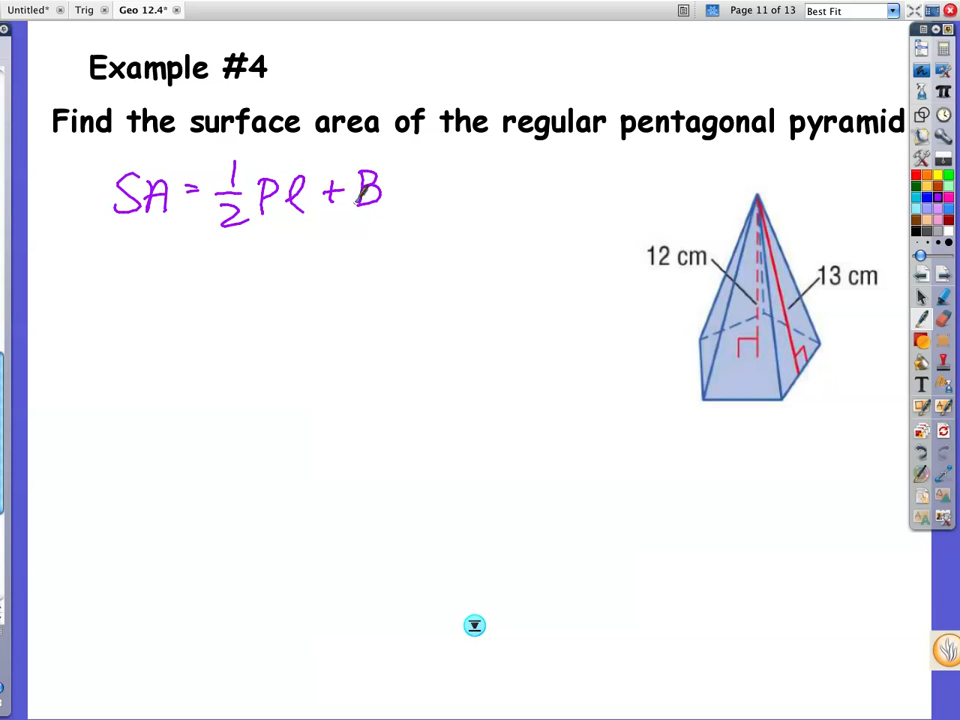 Untitled* Trig Geo 12.4* Page 11 of 13 Best Fit
Example #4
Find the surface area of the regular pentagonal pyramid
SA = 1/2 Pl + B
12 cm
13 cm
T